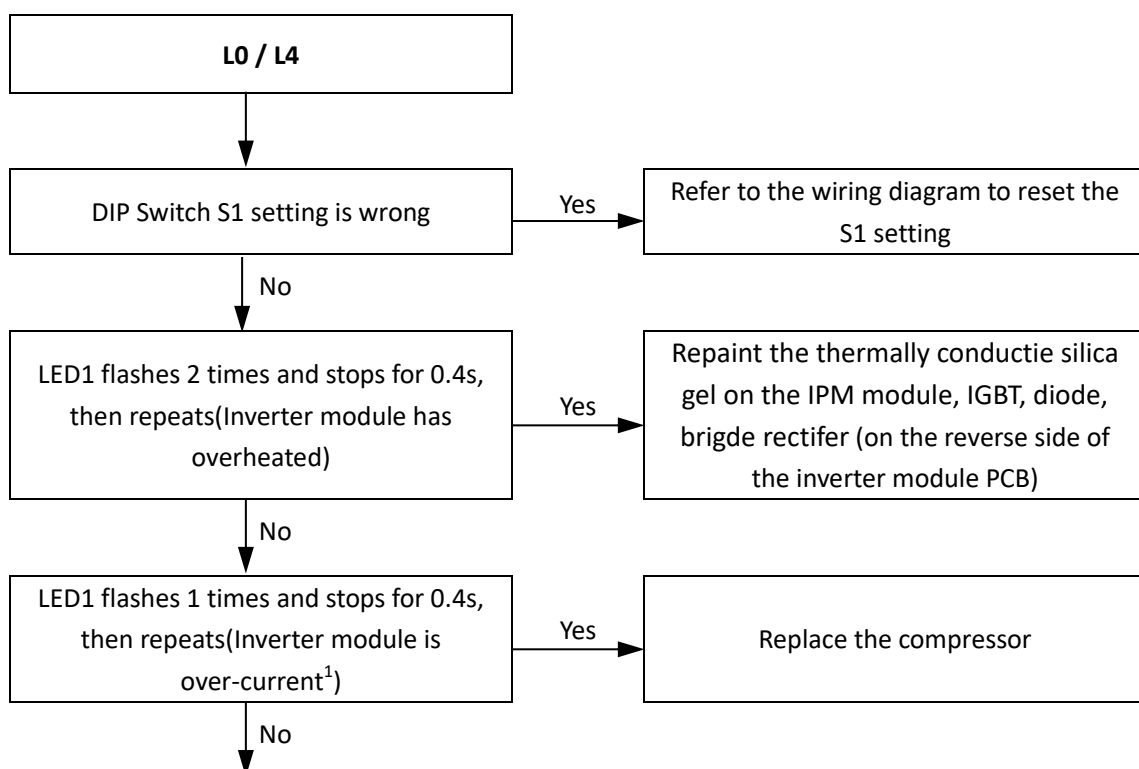 L0 / L4
DIP Switch S1 setting is wrong
Yes
Refer to the wiring diagram to reset the
S1 setting
No
LED1 flashes 2 times and stops for 0.4s,
then repeats(Inverter module has
overheated)
Yes
Repaint the thermally conductie silica
gel on the IPM module, IGBT, diode,
brigde rectifer (on the reverse side of
the inverter module PCB)
No
LED1 flashes 1 times and stops for 0.4s,
then repeats(Inverter module is
over-current¹)
Yes
Replace the compressor
No